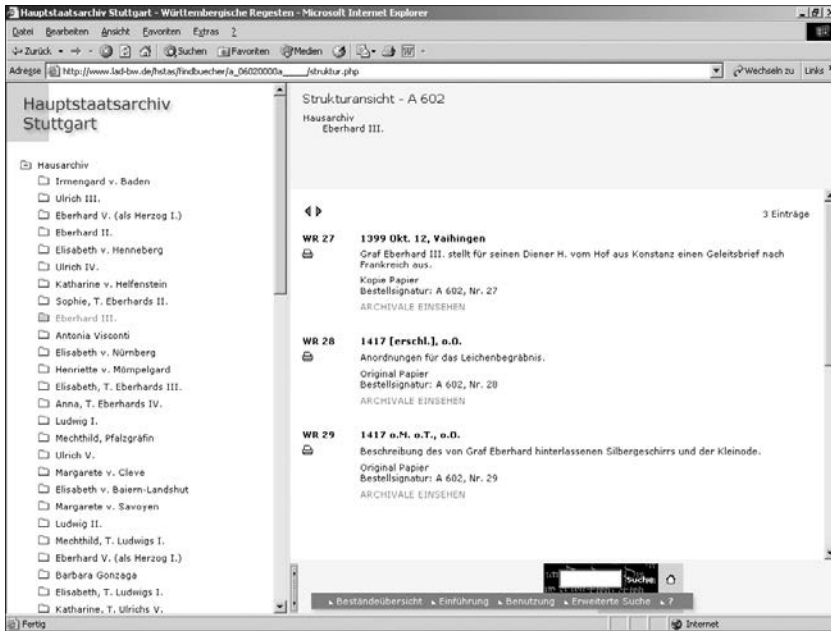 Hauptstaatsarchiv Stuttgart - Württembergische Regesten - Microsoft Internet Explorer
Datei Bearbeiten Ansicht Favoriten Extras ?
Zurück Suchen Favoriten Medien
Adresse http://www.lad-bw.de/hstas/findbuecher/a_06020000a_____/struktur.php Wechseln zu Links
Hauptstaatsarchiv
Stuttgart
Hausarchiv
Irmengard v. Baden
Ulrich III.
Eberhard V. (als Herzog I.)
Eberhard II.
Elisabeth v. Henneberg
Ulrich IV.
Katharine v. Helfenstein
Sophie, T. Eberhards II.
Eberhard III.
Antonia Visconti
Elisabeth v. Nürnberg
Henriette v. Mömpelgard
Elisabeth, T. Eberhards III.
Anna, T. Eberhards IV.
Ludwig I.
Mechthild, Pfalzgräfin
Ulrich V.
Margarete v. Cleve
Elisabeth v. Baiern-Landshut
Margarete v. Savoyen
Ludwig II.
Mechthild, T. Ludwigs I.
Eberhard V. (als Herzog I.)
Barbara Gonzaga
Elisabeth, T. Ludwigs I.
Katharine, T. Ulrichs V.
Strukturansicht - A 602
Hausarchiv
Eberhard III.
3 Einträge
WR 27 1399 Okt. 12, Vaihingen
Graf Eberhard III. stellt für seinen Diener H. vom Hof aus Konstanz einen Geleitsbrief nach
Frankreich aus.
Kopie Papier
Bestellsignatur: A 602, Nr. 27
ARCHIVALE EINSEHEN
WR 28 1417 [erschl.], o.O.
Anordnungen für das Leichenbegräbnis.
Original Papier
Bestellsignatur: A 602, Nr. 28
ARCHIVALE EINSEHEN
WR 29 1417 o.M. o.T., o.O.
Beschreibung des von Graf Eberhard hinterlassenen Silbergeschirrs und der Kleinode.
Original Papier
Bestellsignatur: A 602, Nr. 29
ARCHIVALE EINSEHEN
Suche:
Beständeübersicht Einführung Benutzung Erweiterte Suche ?
Fertig Internet